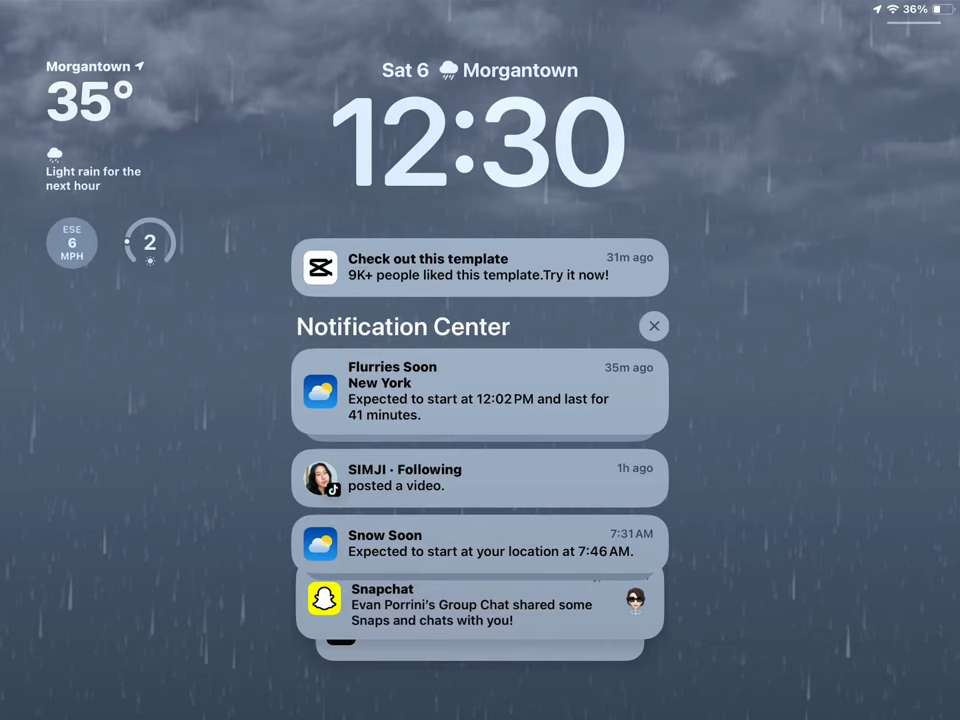 36%
Morgantown
35°
Light rain for the
next hour
ESE
6
MPH
2
Sat 6 Morgantown
12:30
Check out this template
31m ago
9K+ people liked this template.Try it now!
Notification Center
Flurries Soon
35m ago
New York
Expected to start at 12:02 PM and last for
41 minutes.
SIMJI · Following
1h ago
posted a video.
Snow Soon
7:31 AM
Expected to start at your location at 7:46 AM.
Snapchat
Evan Porrini's Group Chat shared some
Snaps and chats with you!